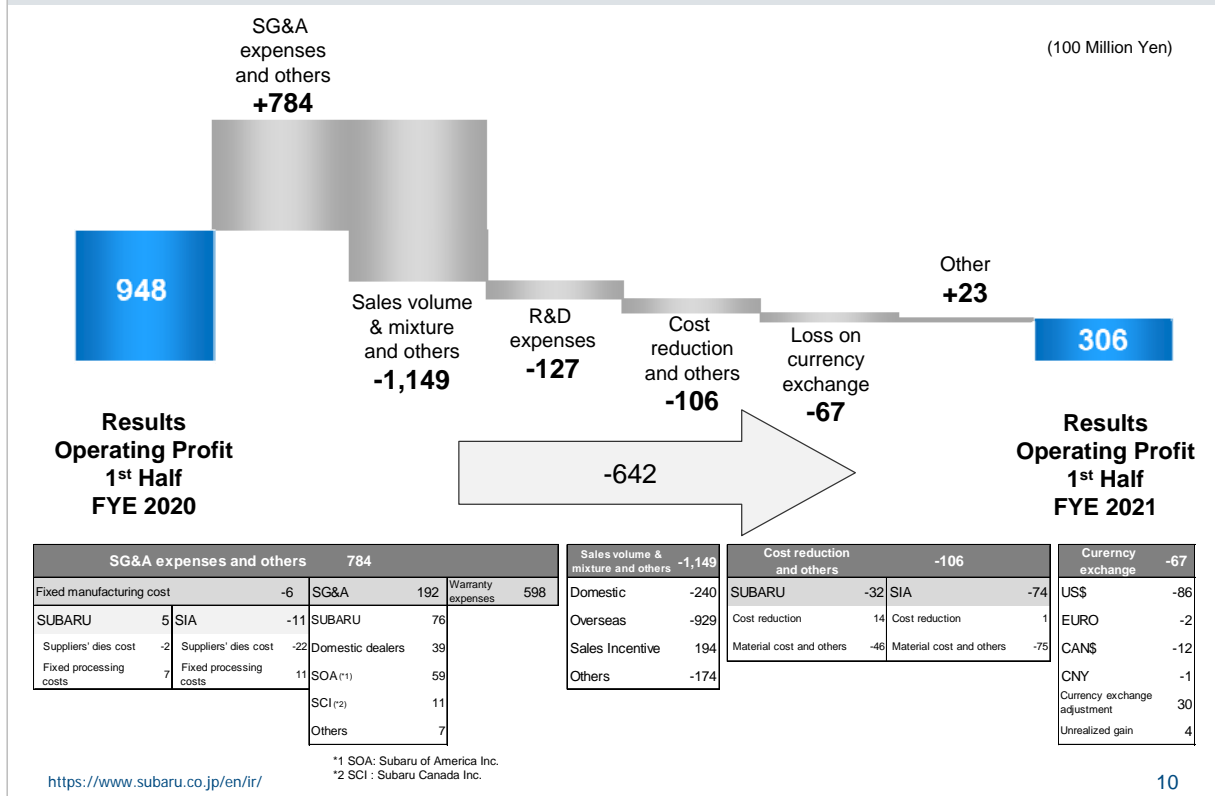 (100 Million Yen)
SG&A
expenses
and others
+784
948
Sales volume
& mixture
and others
-1,149
R&D
expenses
-127
Cost
reduction
and others
-106
Loss on
currency
exchange
-67
Other
+23
306
Results
Operating Profit
1st Half
FYE 2020
-642
Results
Operating Profit
1st Half
FYE 2021
SG&A expenses and others 784
Fixed manufacturing cost -6 SG&A 192 Warranty expenses 598
SUBARU 5 SIA -11 SUBARU 76
Suppliers' dies cost -2 Suppliers' dies cost -22 Domestic dealers 39
Fixed processing costs 7 Fixed processing costs 11 SOA(*1) 59
SCI(*2) 11
Others 7
Sales volume & mixture and others -1,149
Domestic -240
Overseas -929
Sales Incentive 194
Others -174
Cost reduction and others -106
SUBARU -32 SIA -74
Cost reduction 14 Cost reduction 1
Material cost and others -46 Material cost and others -75
Curerncy exchange -67
US$ -86
EURO -2
CAN$ -12
CNY -1
Currency exchange adjustment 30
Unrealized gain 4
*1 SOA: Subaru of America Inc.
*2 SCI : Subaru Canada Inc.
https://www.subaru.co.jp/en/ir/
10